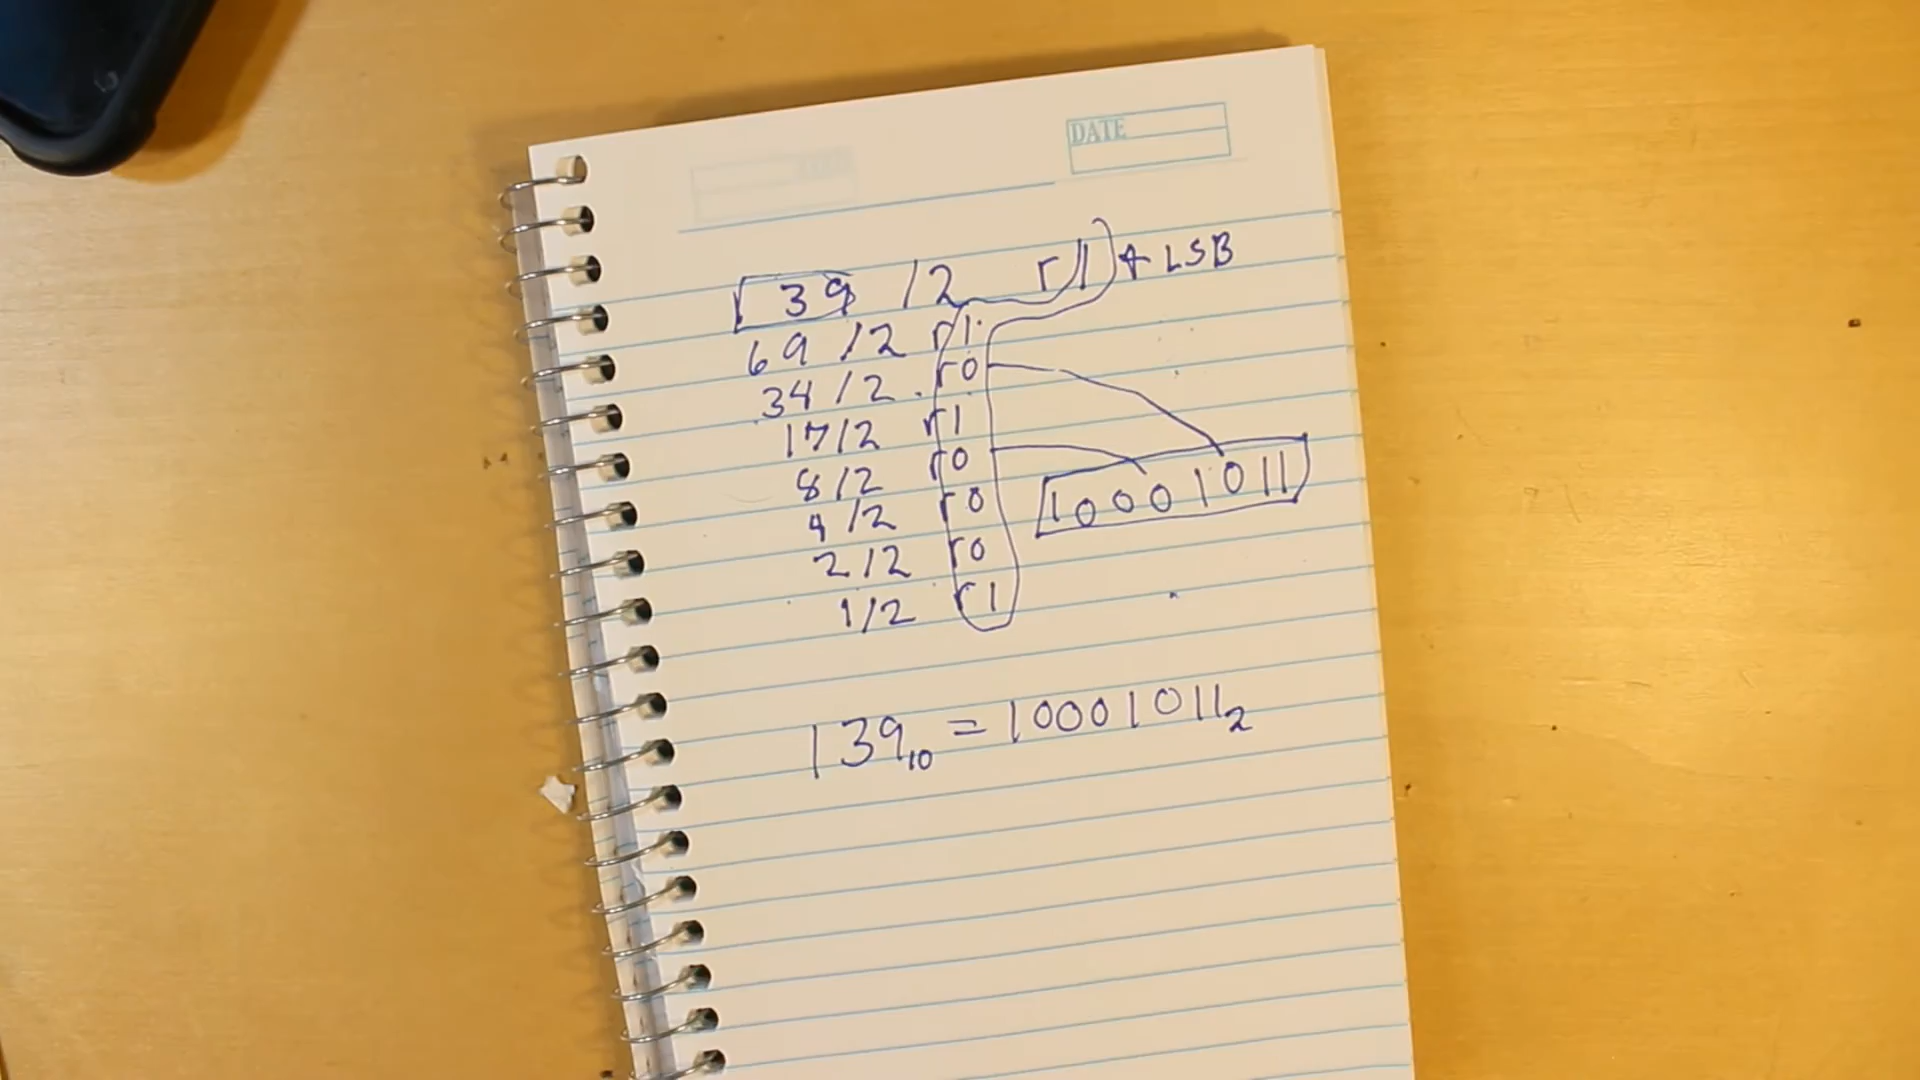 DATE
139 /2 r1 ← LSB
69 /2 r1
34 /2 r0
17/2 r1
8/2 r0
4/2 r0
2/2 r0
1/2 r1
10001011
139₁₀ = 10001011₂